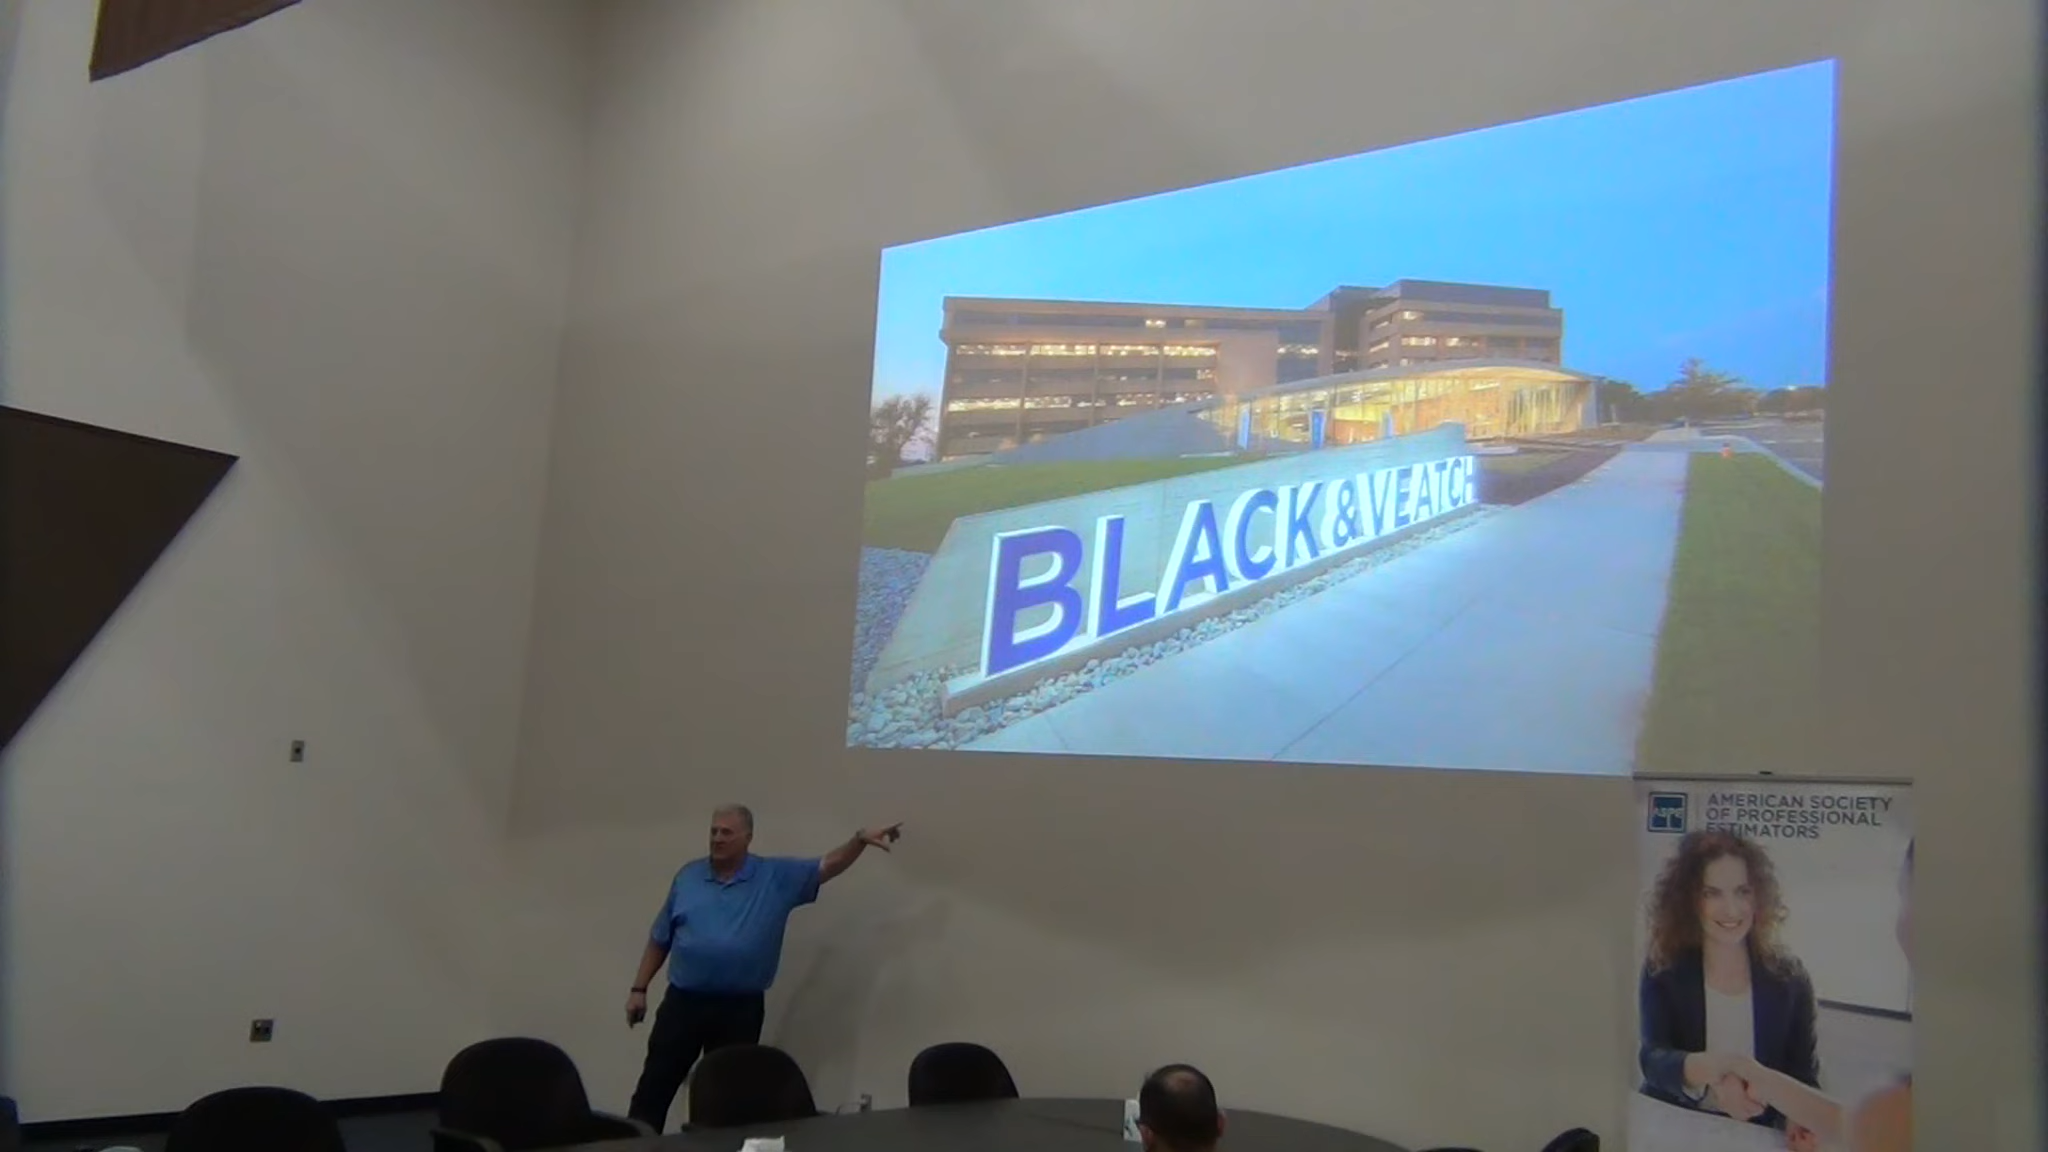 BLACK & VEATCH
AMERICAN SOCIETY
OF PROFESSIONAL
ESTIMATORS